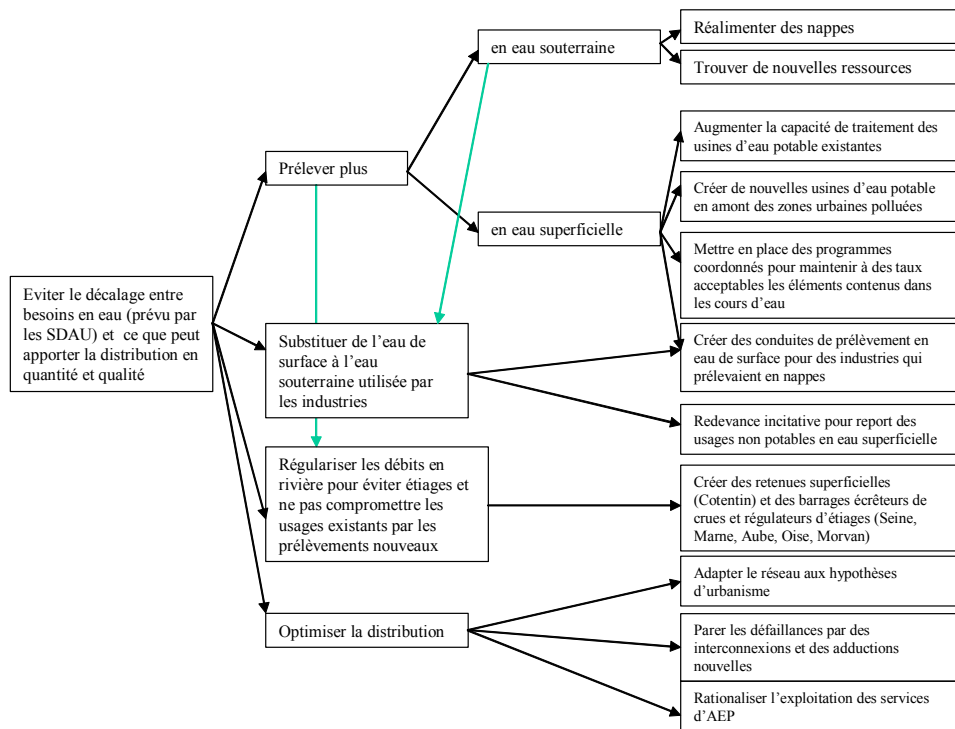 Eviter le décalage entre
besoins en eau (prévu par
les SDAU) et ce que peut
apporter la distribution en
quantité et qualité
Prélever plus
en eau souterraine
Réalimenter des nappes
Trouver de nouvelles ressources
en eau superficielle
Augmenter la capacité de traitement des
usines d’eau potable existantes
Créer de nouvelles usines d’eau potable
en amont des zones urbaines polluées
Mettre en place des programmes
coordonnés pour maintenir à des taux
acceptables les éléments contenus dans
les cours d’eau
Substituer de l’eau de
surface à l’eau
souterraine utilisée par
les industries
Créer des conduites de prélèvement en
eau de surface pour des industries qui
prélevaient en nappes
Redevance incitative pour report des
usages non potables en eau superficielle
Régulariser les débits en
rivière pour éviter étiages et
ne pas compromettre les
usages existants par les
prélèvements nouveaux
Créer des retenues superficielles
(Cotentin) et des barrages écrêteurs de
crues et régulateurs d’étiages (Seine,
Marne, Aube, Oise, Morvan)
Optimiser la distribution
Adapter le réseau aux hypothèses
d’urbanisme
Parer les défaillances par des
interconnexions et des adductions
nouvelles
Rationaliser l’exploitation des services
d’AEP